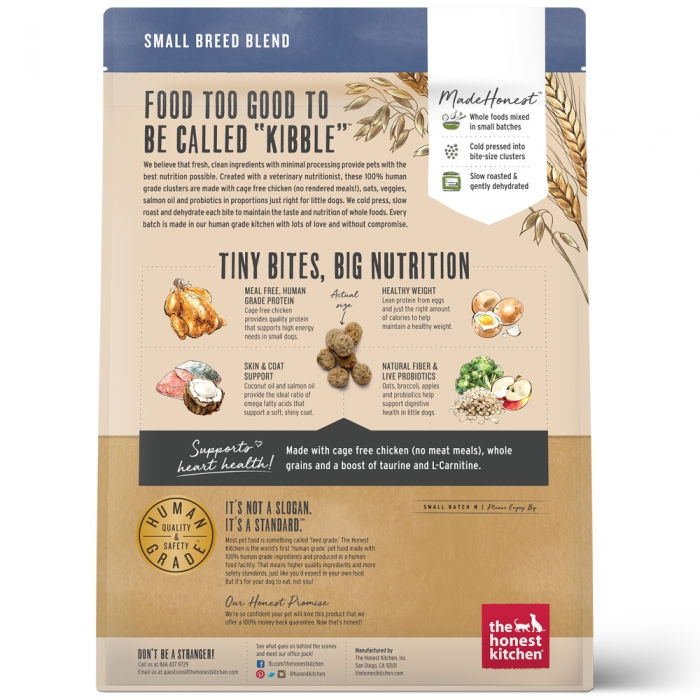 SMALL BREED BLEND
FOOD TOO GOOD TO
BE CALLED “KIBBLE”™
We believe that fresh, clean ingredients with minimal processing provide pets with the
best nutrition possible. Created with a veterinary nutritionist, these 100% human
grade clusters are made with cage free chicken (no rendered meals!), oats, veggies,
salmon oil and probiotics in proportions just right for little dogs. We cold press, slow
roast and dehydrate each bite to maintain the taste and nutrition of whole foods. Every
batch is made in our human grade kitchen with lots of love and without compromise.
MadeHonest™
Whole foods mixed
in small batches
Cold pressed into
bite-size clusters
Slow roasted &
gently dehydrated
TINY BITES, BIG NUTRITION
MEAL FREE, HUMAN
GRADE PROTEIN
Cage free chicken
provides quality protein
that supports high energy
needs in small dogs.
Actual
size
HEALTHY WEIGHT
Lean protein from eggs
and just the right amount
of calories to help
maintain a healthy weight.
SKIN & COAT
SUPPORT
Coconut oil and salmon oil
provide the ideal ratio of
omega fatty acids that
support a soft, shiny coat.
NATURAL FIBER &
LIVE PROBIOTICS
Oats, broccoli, apples
and probiotics help
support digestive
health in little dogs.
Supports
heart health!
Made with cage free chicken (no meat meals), whole
grains and a boost of taurine and L-Carnitine.
HUMAN
QUALITY
& SAFETY
GRADE
IT'S NOT A SLOGAN.
IT'S A STANDARD.™
Most pet food is something called 'feed grade.' The Honest
Kitchen is the world's first 'human grade' pet food made with
100% human grade ingredients and produced in a human
food facility. That means higher quality ingredients and more
safety standards, just like you'd expect in your own food.
But it's for your dog to eat, not you!
SMALL BATCH # | Please Enjoy By
Our Honest Promise
We're so confident your pet will love this product that we
offer a 100% money-back guarantee. Now that's honest!
the
honest
kitchen®
DON'T BE A STRANGER!
Call us at 866.437.9729
Email us at questions@thehonestkitchen.com
See what goes on behind the scenes
and meet our office pack!
fb.com/thehonestkitchen
@thehonestkitchen
Manufactured by
The Honest Kitchen, Inc.
San Diego, CA 92101
thehonestkitchen.com